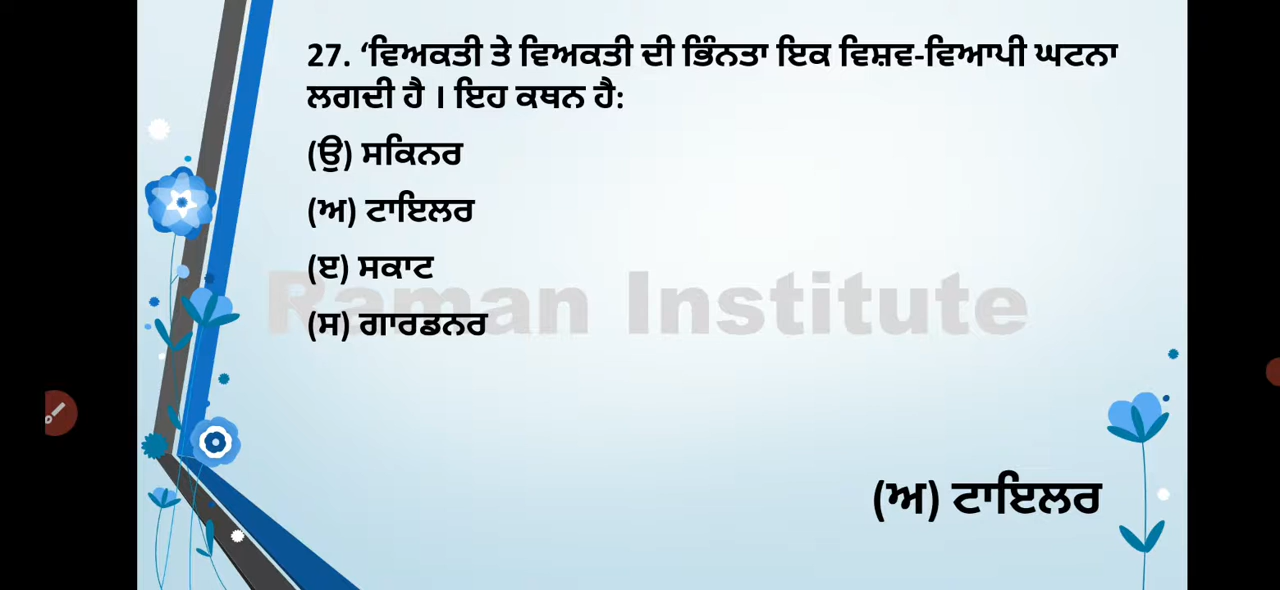 27. ‘ਵਿਅਕਤੀ ਤੇ ਵਿਅਕਤੀ ਦੀ ਭਿੰਨਤਾ ਇਕ ਵਿਸ਼ਵ-ਵਿਆਪੀ ਘਟਨਾ
ਲਗਦੀ ਹੈ । ਇਹ ਕਥਨ ਹੈ:
(ੳ) ਸਕਿਨਰ
(ਅ) ਟਾਇਲਰ
(ੲ) ਸਕਾਟ
Raman Institute
(ਸ) ਗਾਰਡਨਰ
(ਅ) ਟਾਇਲਰ